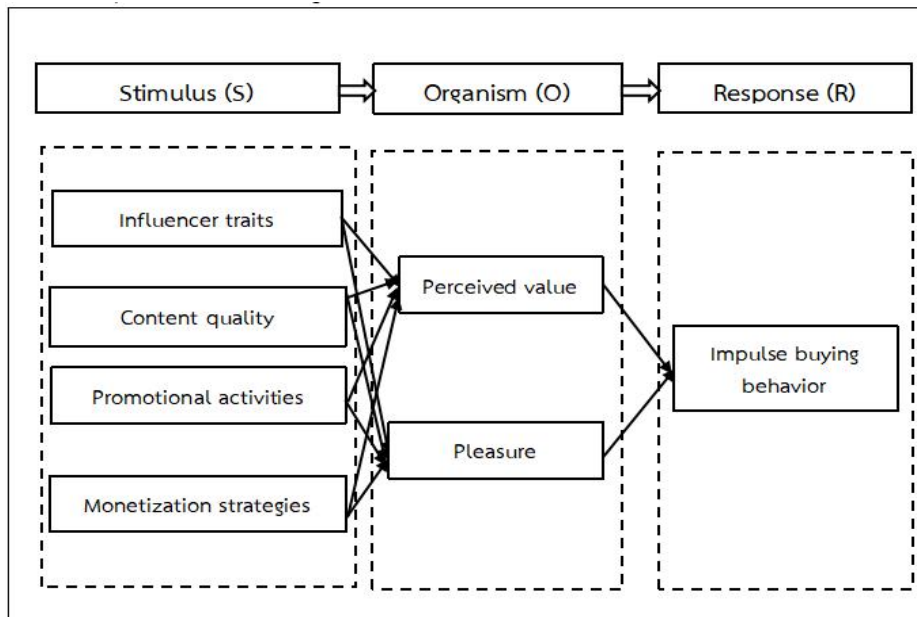 Stimulus (S)
Organism (O)
Response (R)
Influencer traits
Content quality
Promotional activities
Monetization strategies
Perceived value
Pleasure
Impulse buying
behavior